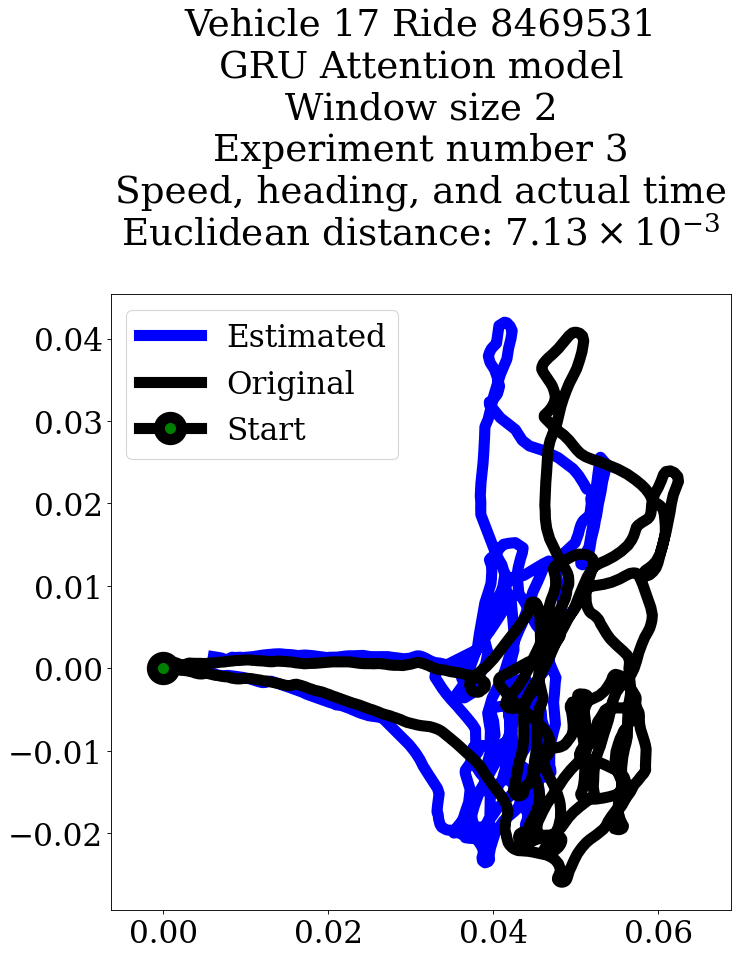 Vehicle 17 Ride 8469531
GRU Attention model
Window size 2
Experiment number 3
Speed, heading, and actual time
Euclidean distance: 7.13 × 10⁻³
Estimated
Original
Start
0.04
0.03
0.02
0.01
0.00
−0.01
−0.02
0.00 0.02 0.04 0.06